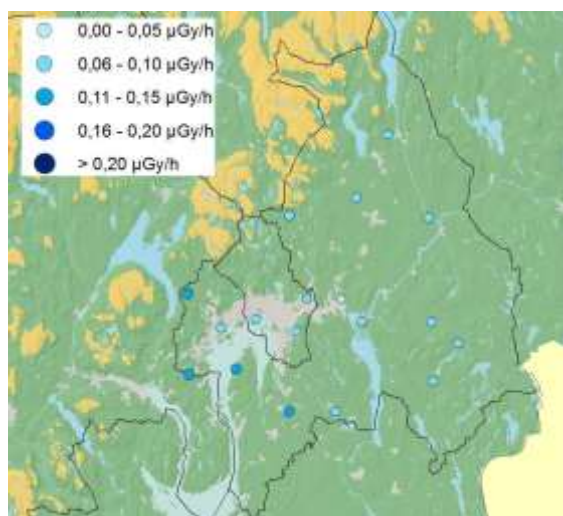 0,00 - 0,05 µGy/h
0,06 - 0,10 µGy/h
0,11 - 0,15 µGy/h
0,16 - 0,20 µGy/h
> 0,20 µGy/h